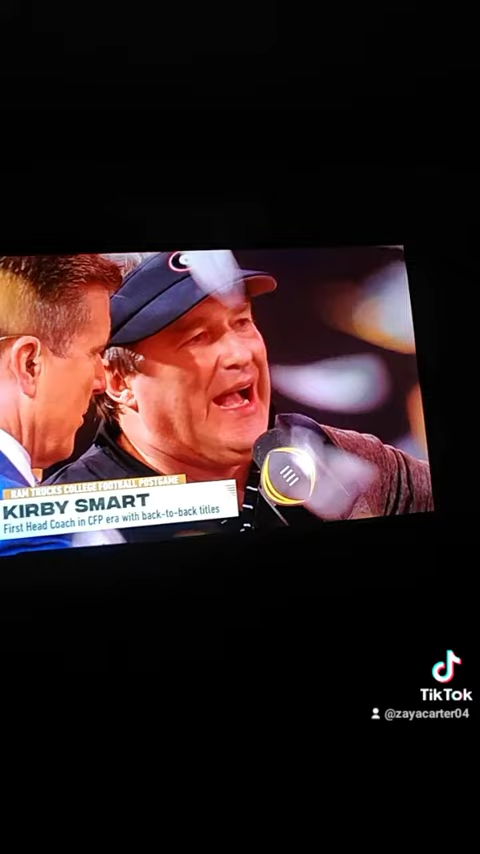 RAM TRUCKS COLLEGE FOOTBALL POSTGAME
KIRBY SMART
First Head Coach in CFP era with back-to-back titles
TikTok
@zayacarter04